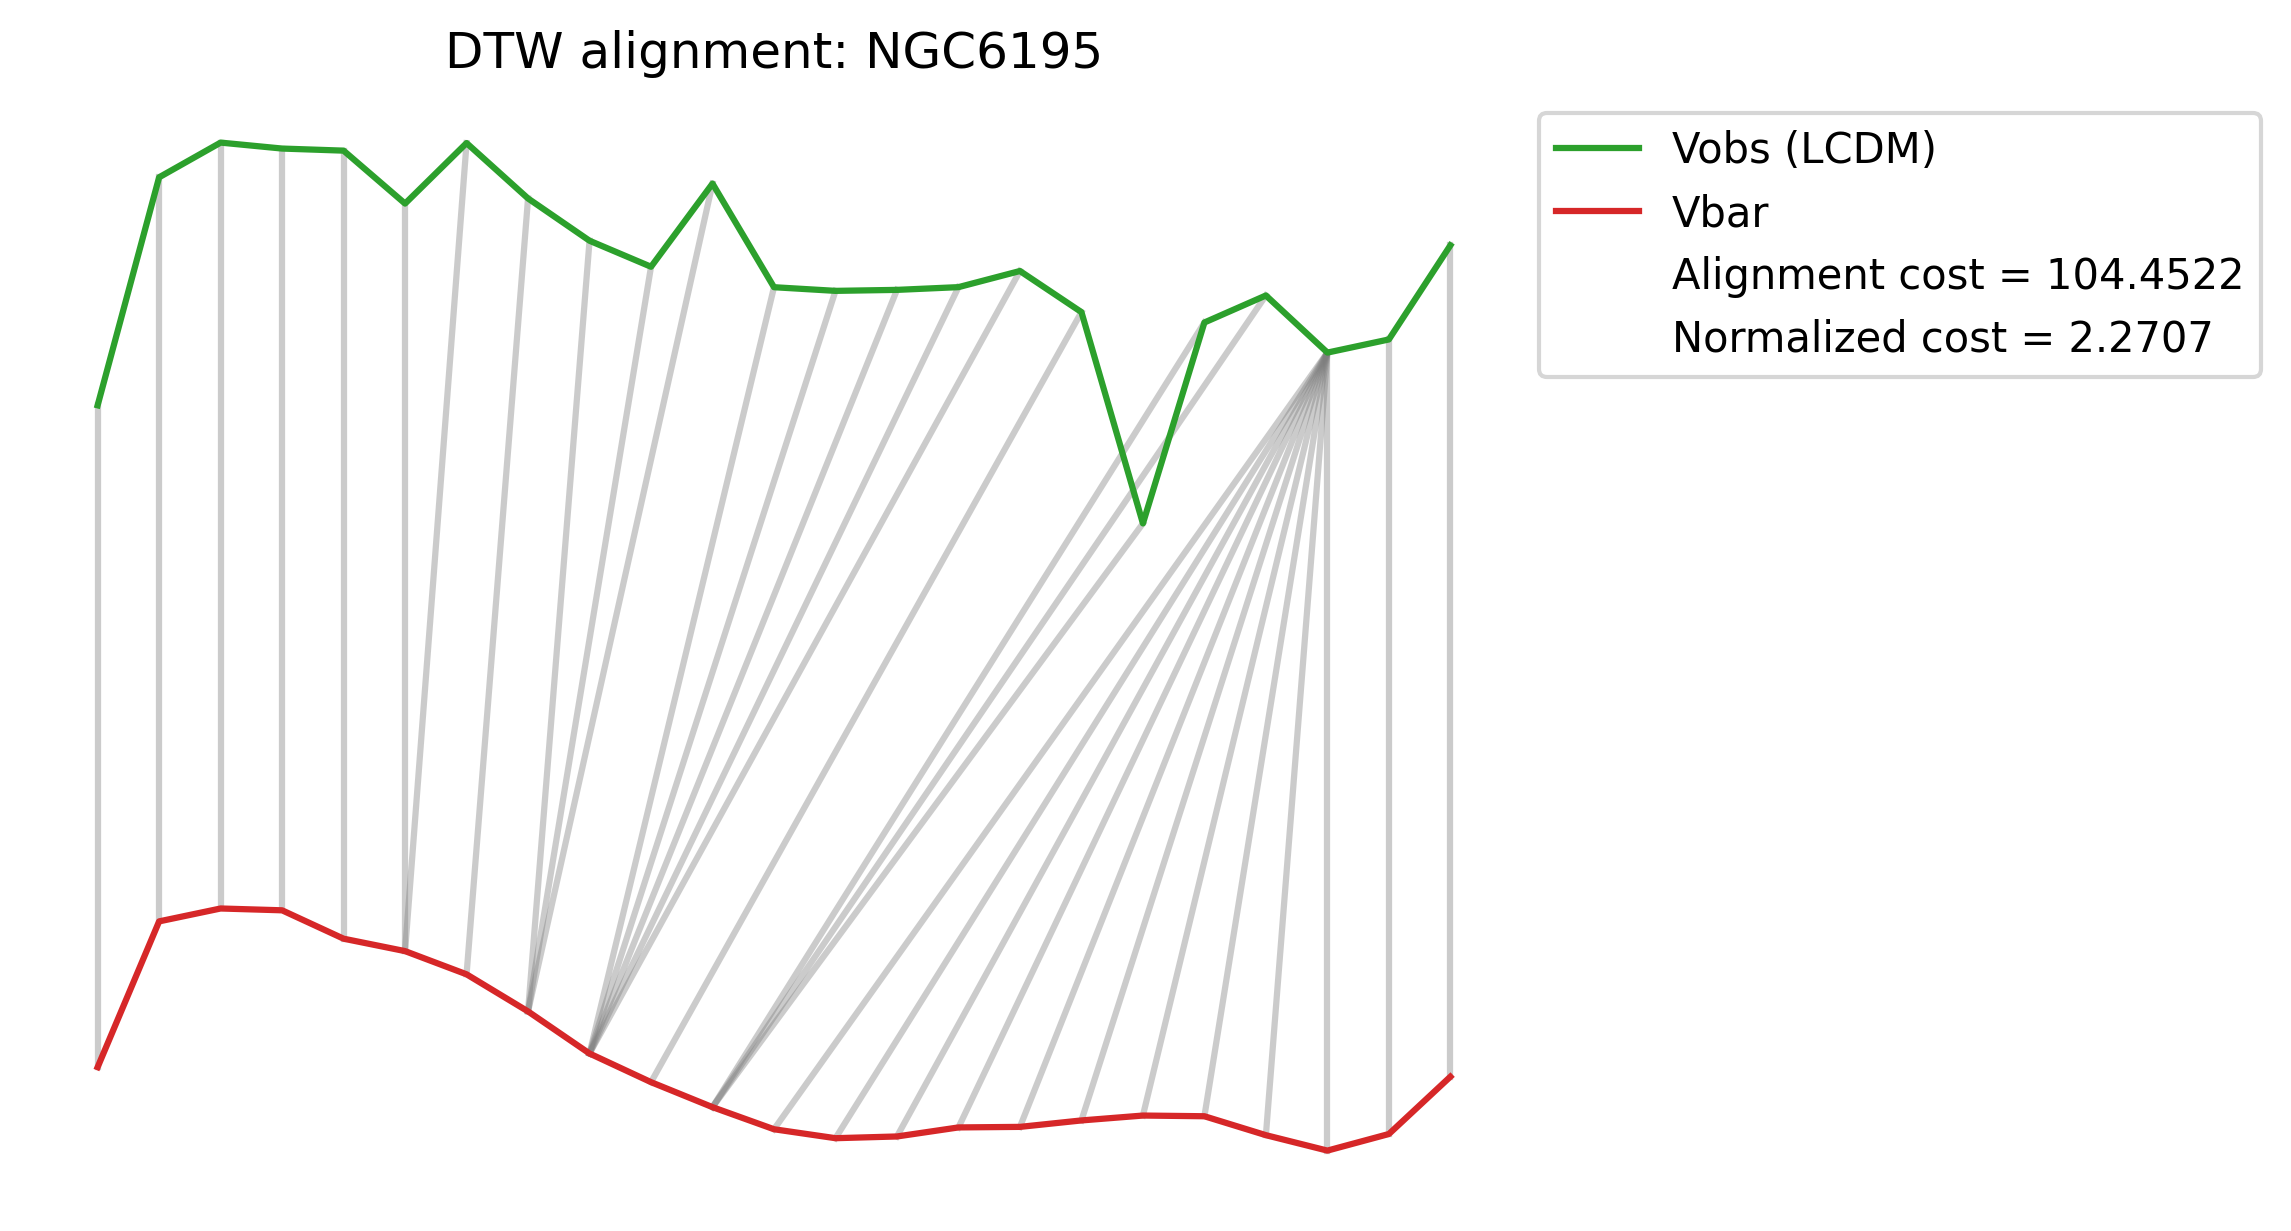 DTW alignment: NGC6195
Vobs (LCDM)
Vbar
Alignment cost = 104.4522
Normalized cost = 2.2707